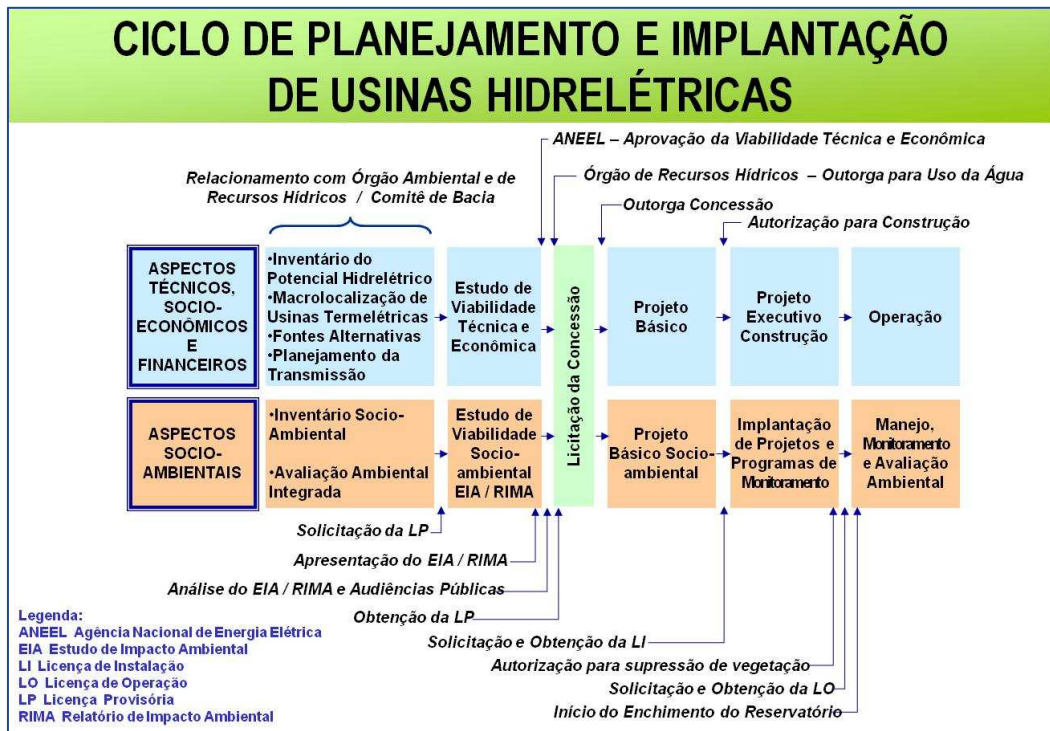 CICLO DE PLANEJAMENTO E IMPLANTAÇÃO
DE USINAS HIDRELÉTRICAS
ANEEL – Aprovação da Viabilidade Técnica e Econômica
Relacionamento com Órgão Ambiental e de
Recursos Hídricos / Comitê de Bacia
Órgão de Recursos Hídricos – Outorga para Uso da Água
Outorga Concessão
Autorização para Construção
ASPECTOS
TÉCNICOS,
SOCIO-
ECONÔMICOS
E
FINANCEIROS
•Inventário do
Potencial Hidrelétrico
•Macrolocalização de
Usinas Termelétricas
•Fontes Alternativas
•Planejamento da
Transmissão
Estudo de
Viabilidade
Técnica e
Econômica
Licitação da Concessão
Projeto
Básico
Projeto
Executivo
Construção
Operação
ASPECTOS
SOCIO-
AMBIENTAIS
•Inventário Socio-
Ambiental
•Avaliação Ambiental
Integrada
Estudo de
Viabilidade
Socio-
ambiental
EIA / RIMA
Projeto
Básico Socio-
ambiental
Implantação
de Projetos e
Programas de
Monitoramento
Manejo,
Monitoramento
e Avaliação
Ambiental
Solicitação da LP
Apresentação do EIA / RIMA
Análise do EIA / RIMA e Audiências Públicas
Obtenção da LP
Solicitação e Obtenção da LI
Autorização para supressão de vegetação
Solicitação e Obtenção da LO
Início do Enchimento do Reservatório
Legenda:
ANEEL Agência Nacional de Energia Elétrica
EIA Estudo de Impacto Ambiental
LI Licença de Instalação
LO Licença de Operação
LP Licença Provisória
RIMA Relatório de Impacto Ambiental